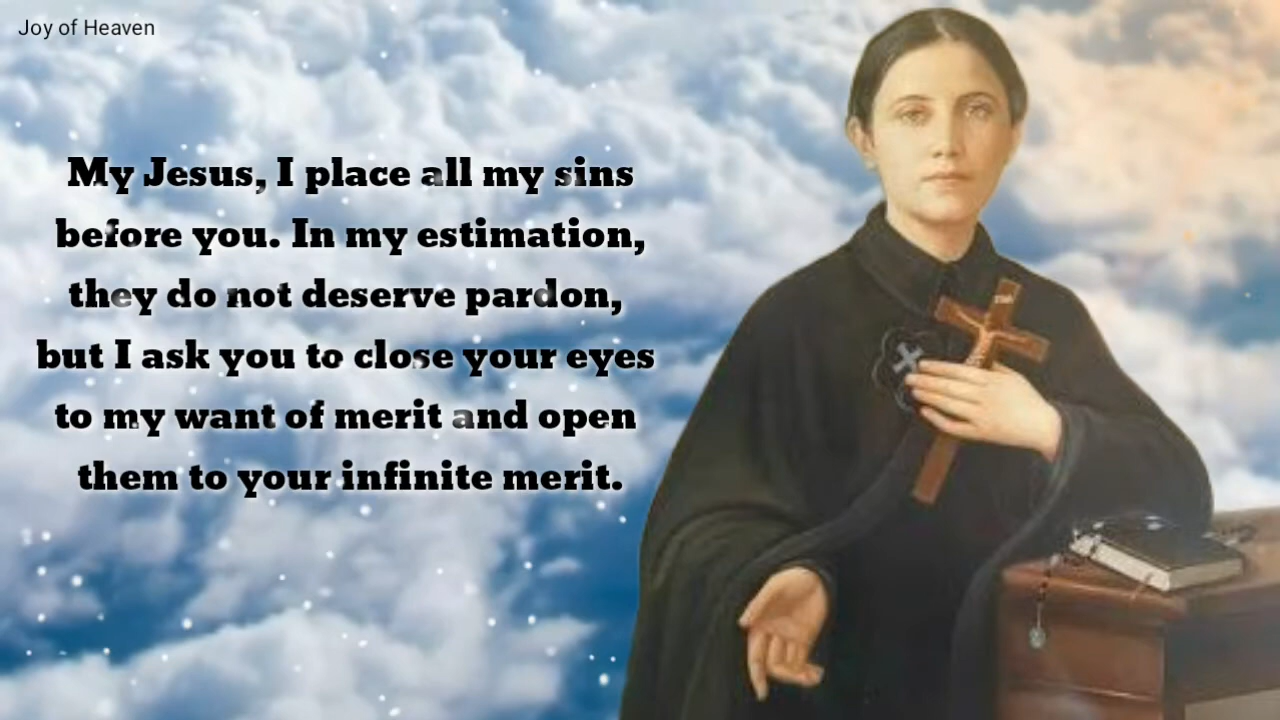 Joy of Heaven
My Jesus, I place all my sins
before you. In my estimation,
they do not deserve pardon,
but I ask you to close your eyes
to my want of merit and open
them to your infinite merit.